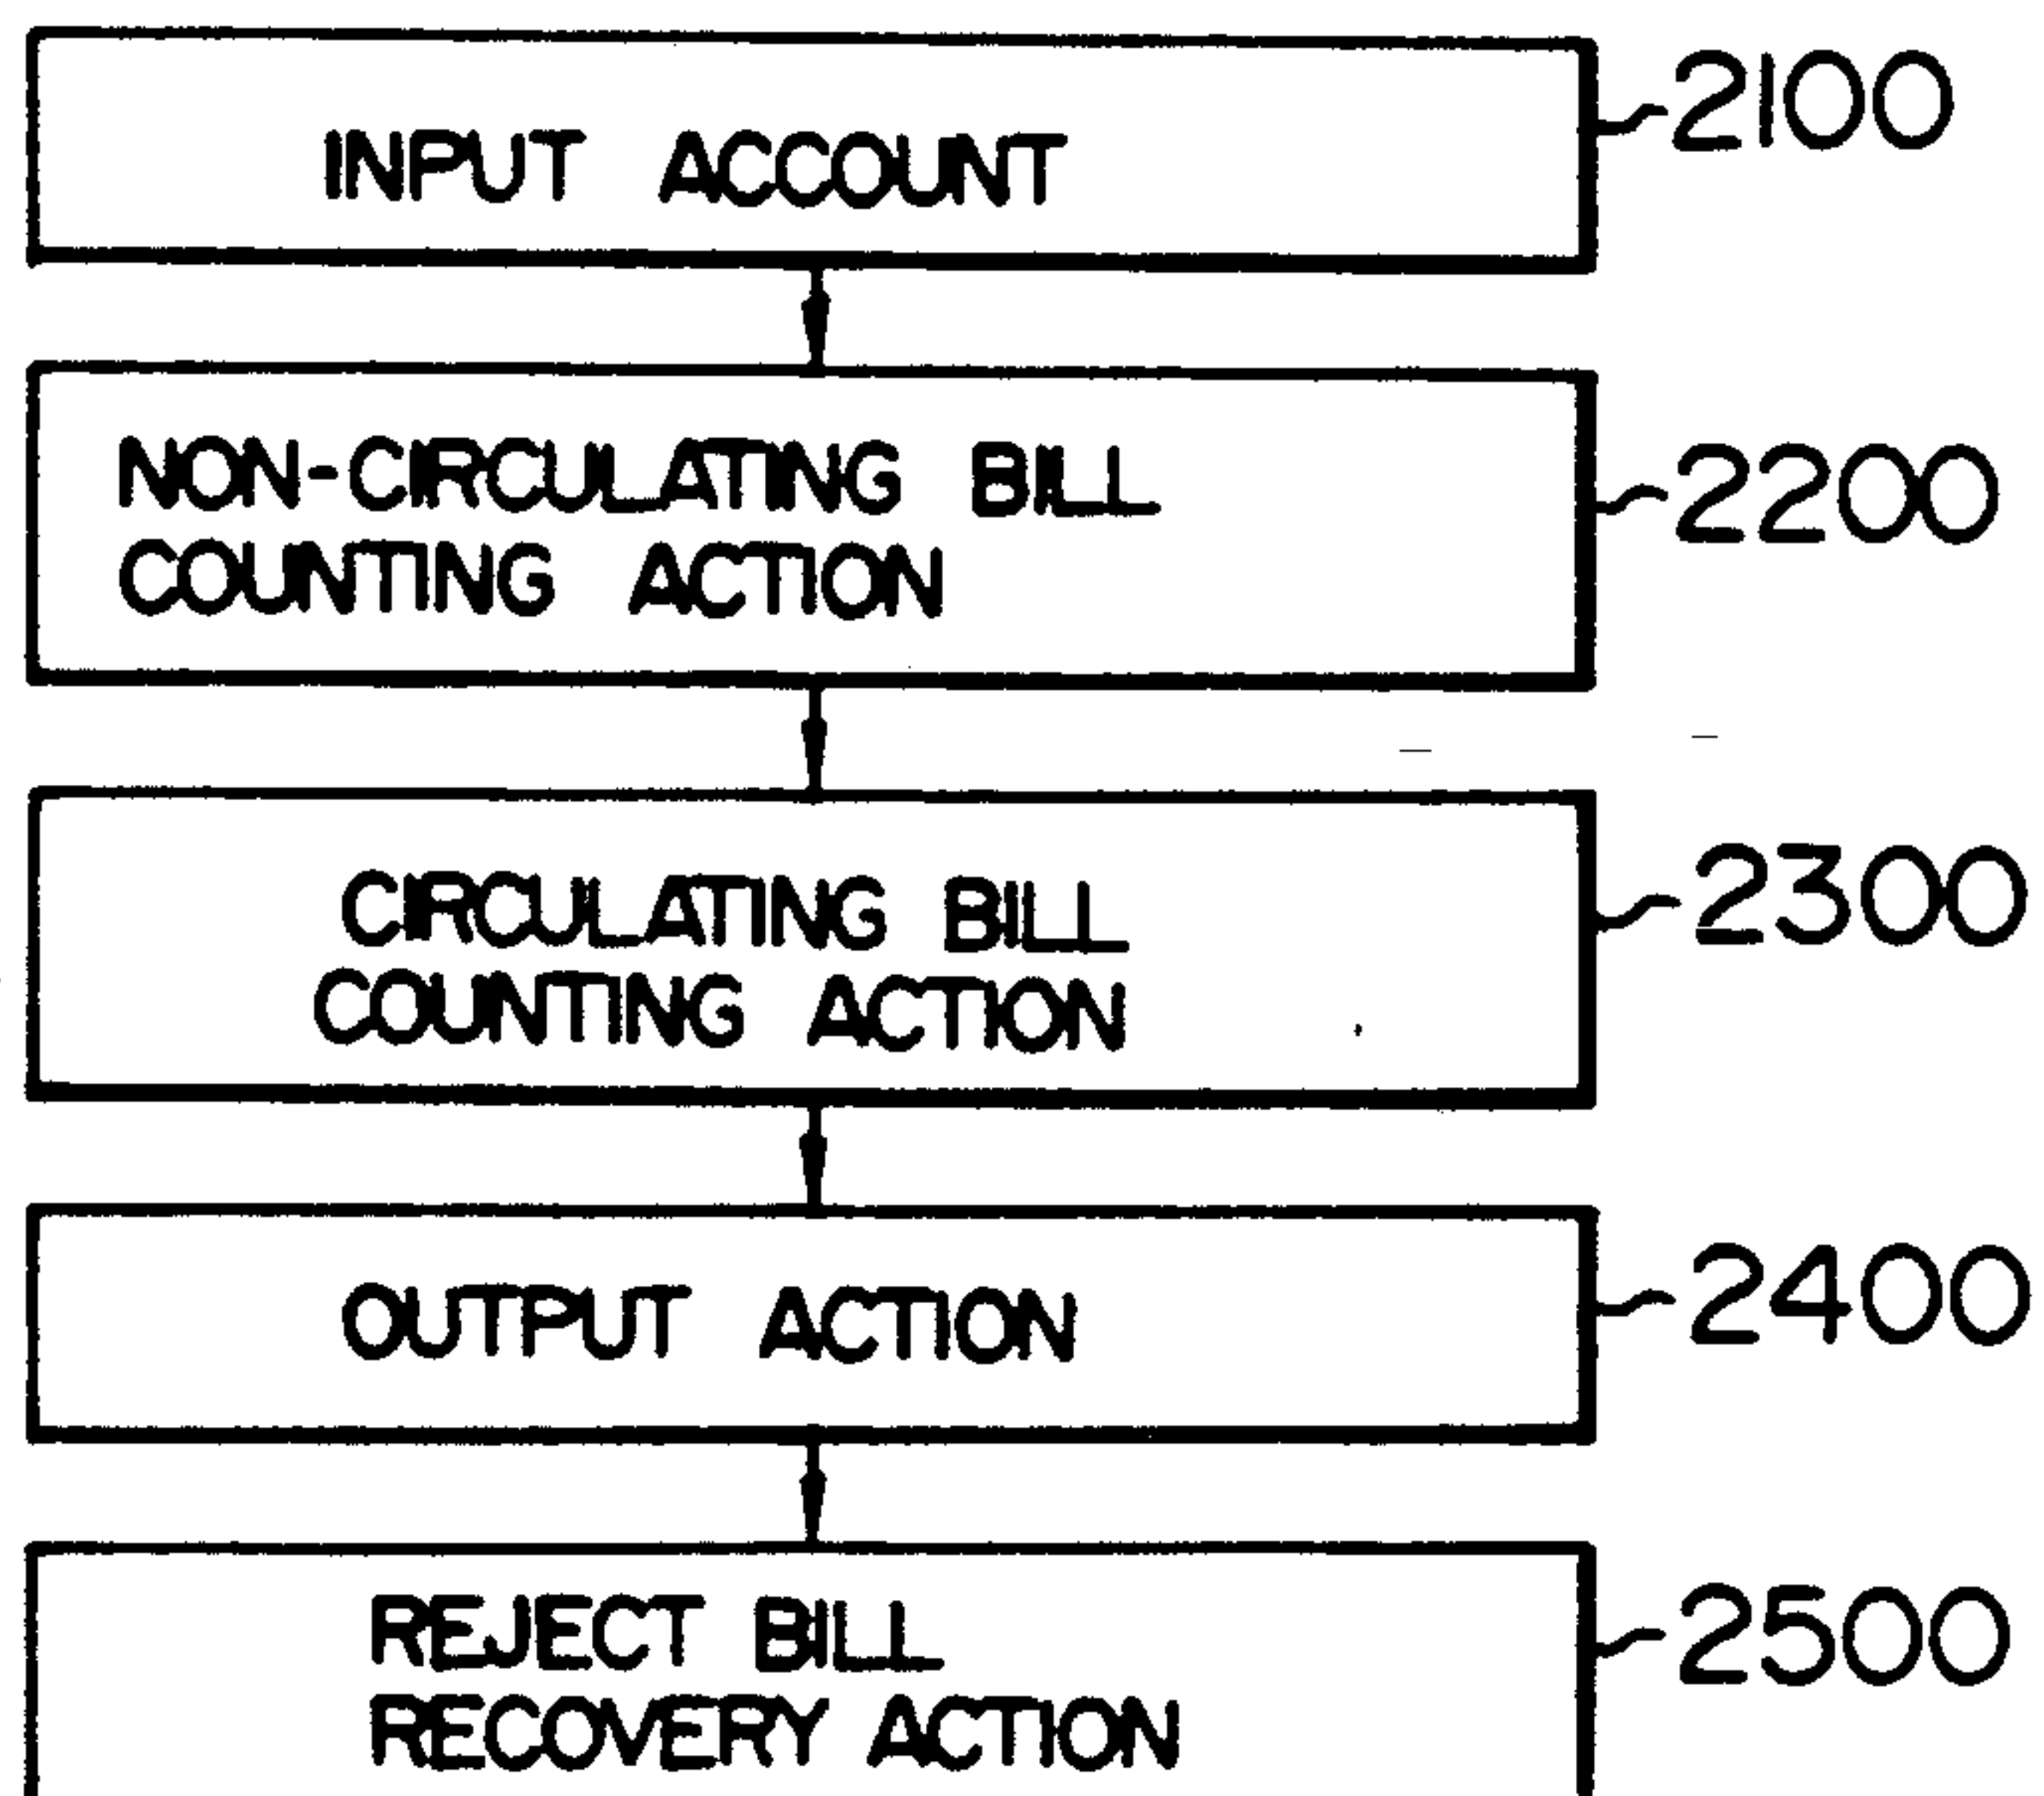 INPUT ACCOUNT
2100
NON-CIRCULATING BILL
COUNTING ACTION
2200
CIRCULATING BILL
COUNTING ACTION
2300
OUTPUT ACTION
2400
REJECT BILL
RECOVERY ACTION
2500